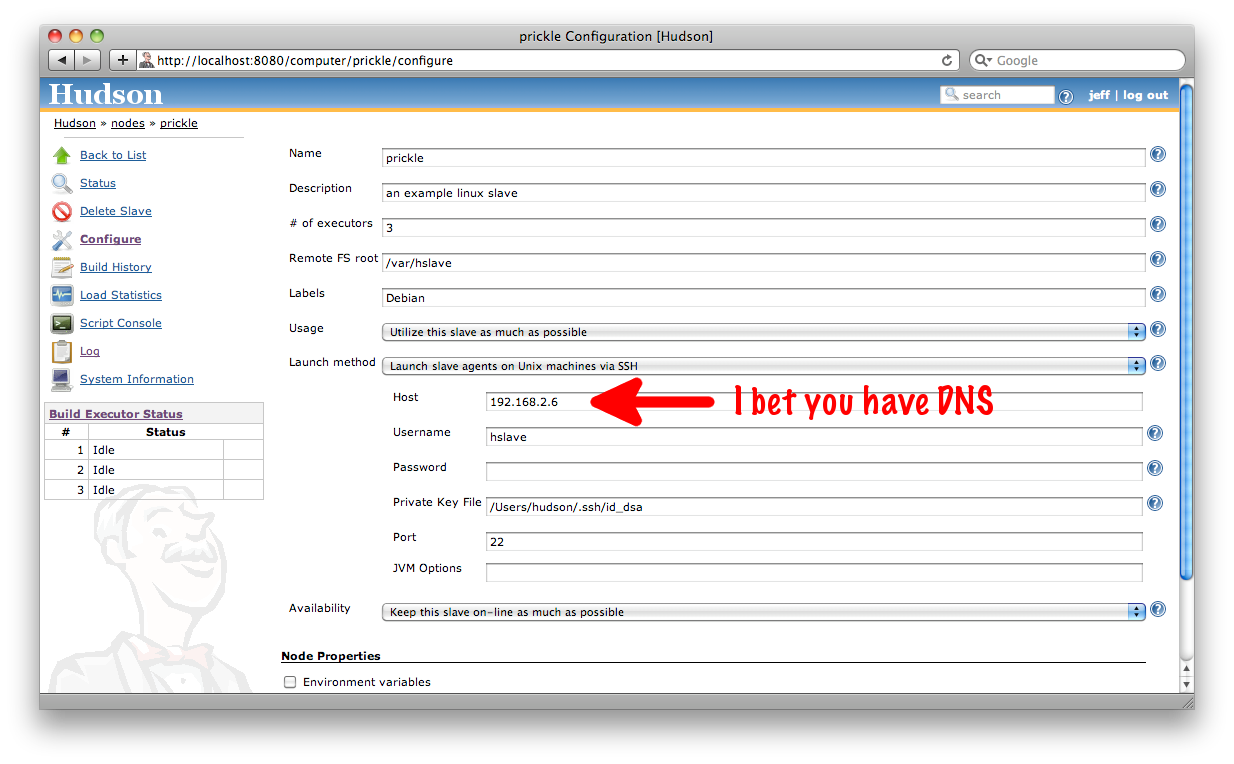 prickle Configuration [Hudson]
http://localhost:8080/computer/prickle/configure
Google
Hudson
search
jeff | log out
Hudson » nodes » prickle
Back to List
Status
Delete Slave
Configure
Build History
Load Statistics
Script Console
Log
System Information
Build Executor Status
# Status
1 Idle
2 Idle
3 Idle
Name prickle
Description an example linux slave
# of executors 3
Remote FS root /var/hslave
Labels Debian
Usage Utilize this slave as much as possible
Launch method Launch slave agents on Unix machines via SSH
Host 192.168.2.6 I bet you have DNS
Username hslave
Password
Private Key File /Users/hudson/.ssh/id_dsa
Port 22
JVM Options
Availability Keep this slave on-line as much as possible
Node Properties
Environment variables